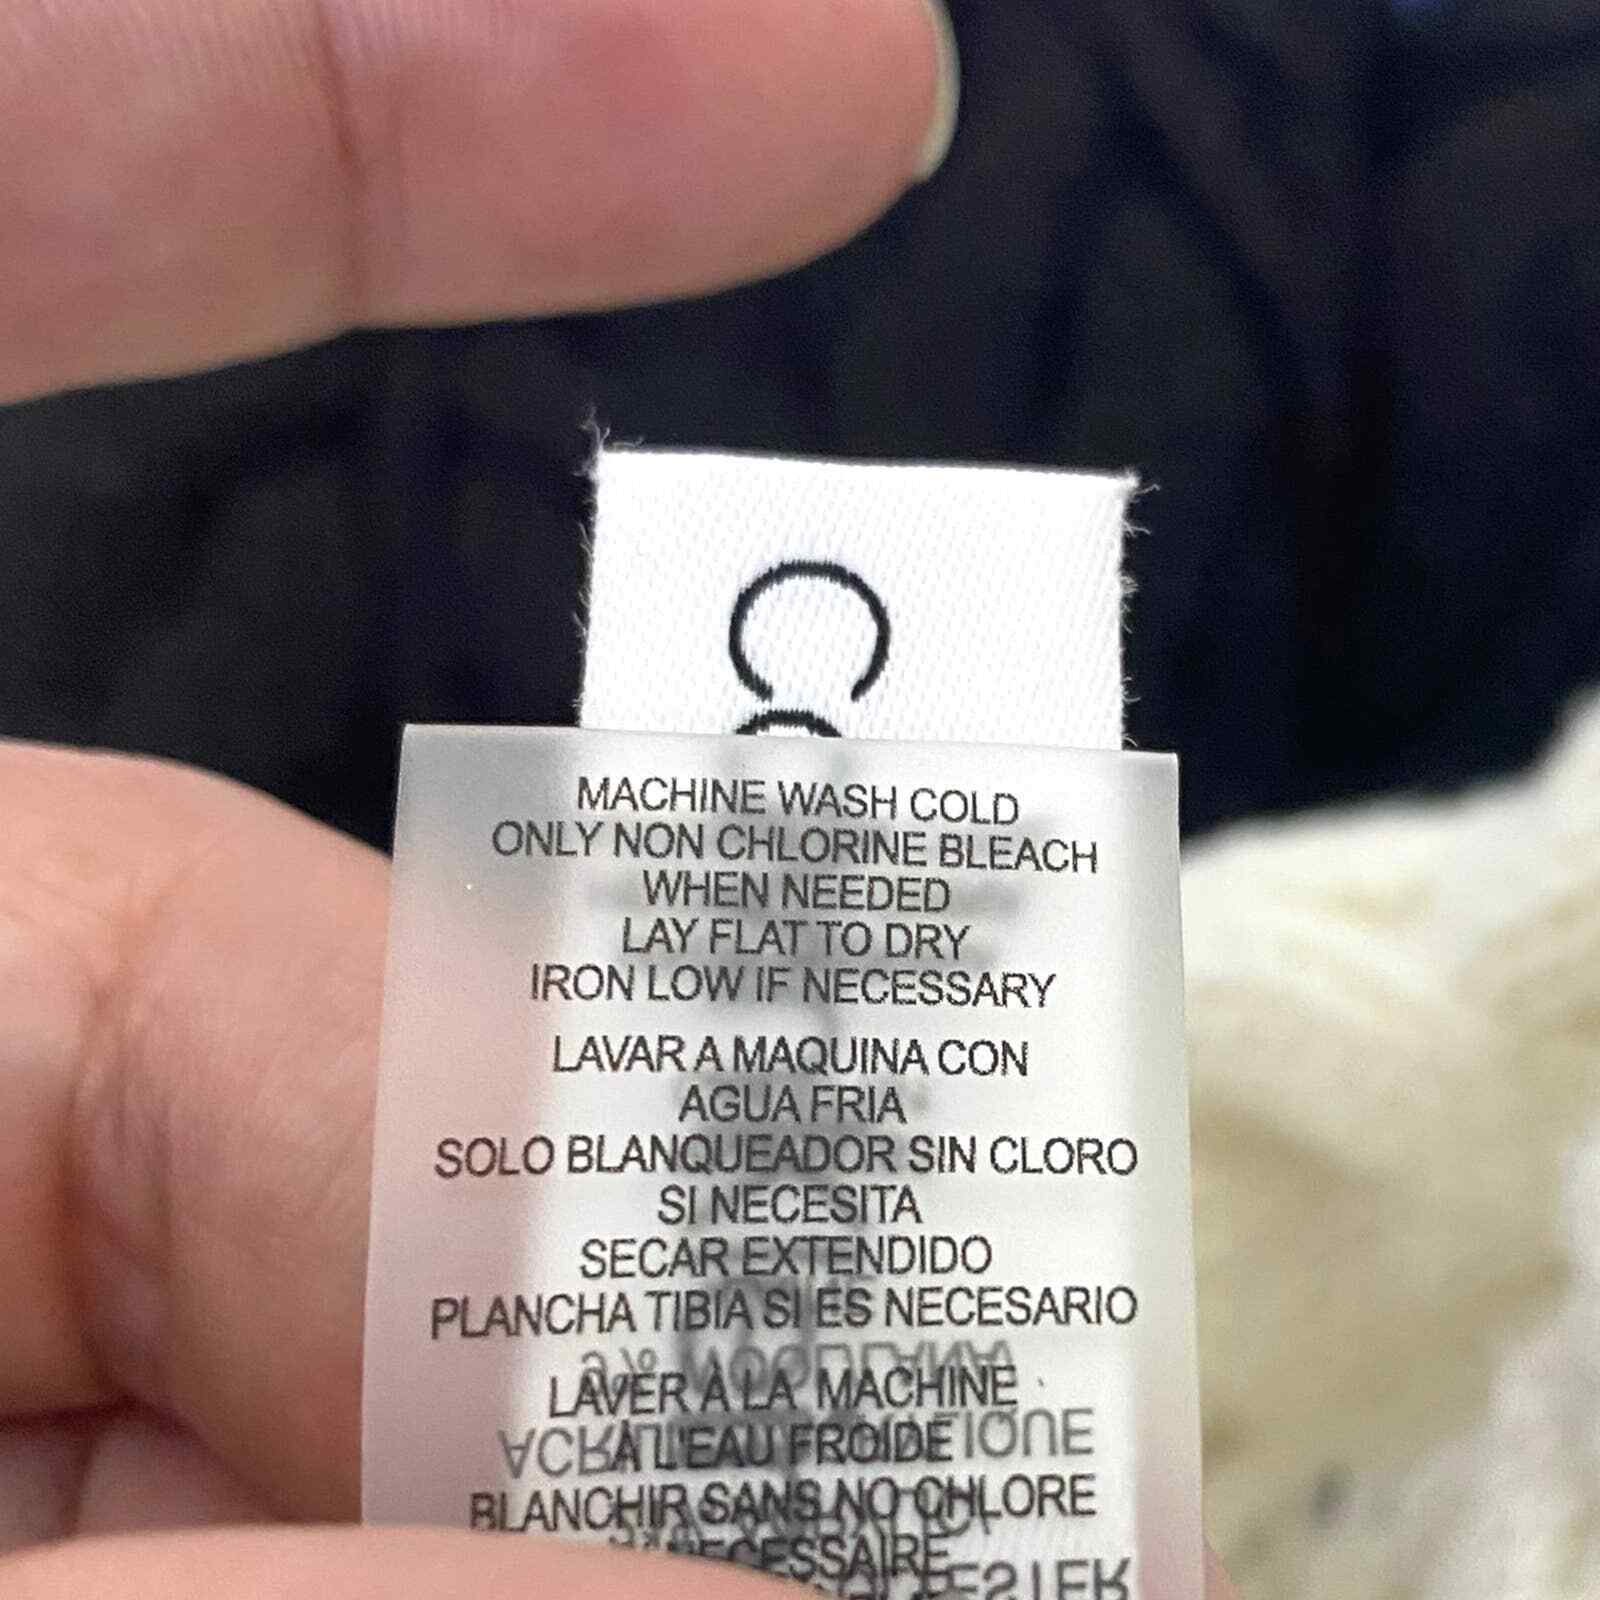 C
MACHINE WASH COLD
ONLY NON CHLORINE BLEACH
WHEN NEEDED
LAY FLAT TO DRY
IRON LOW IF NECESSARY
LAVAR A MAQUINA CON
AGUA FRIA
SOLO BLANQUEADOR SIN CLORO
SI NECESITA
SECAR EXTENDIDO
PLANCHA TIBIA SI ES NECESARIO
LAVER A LA MACHINE
A L'EAU FROIDE
BLANCHIR SANS NO CHLORE
NECESSAIRE